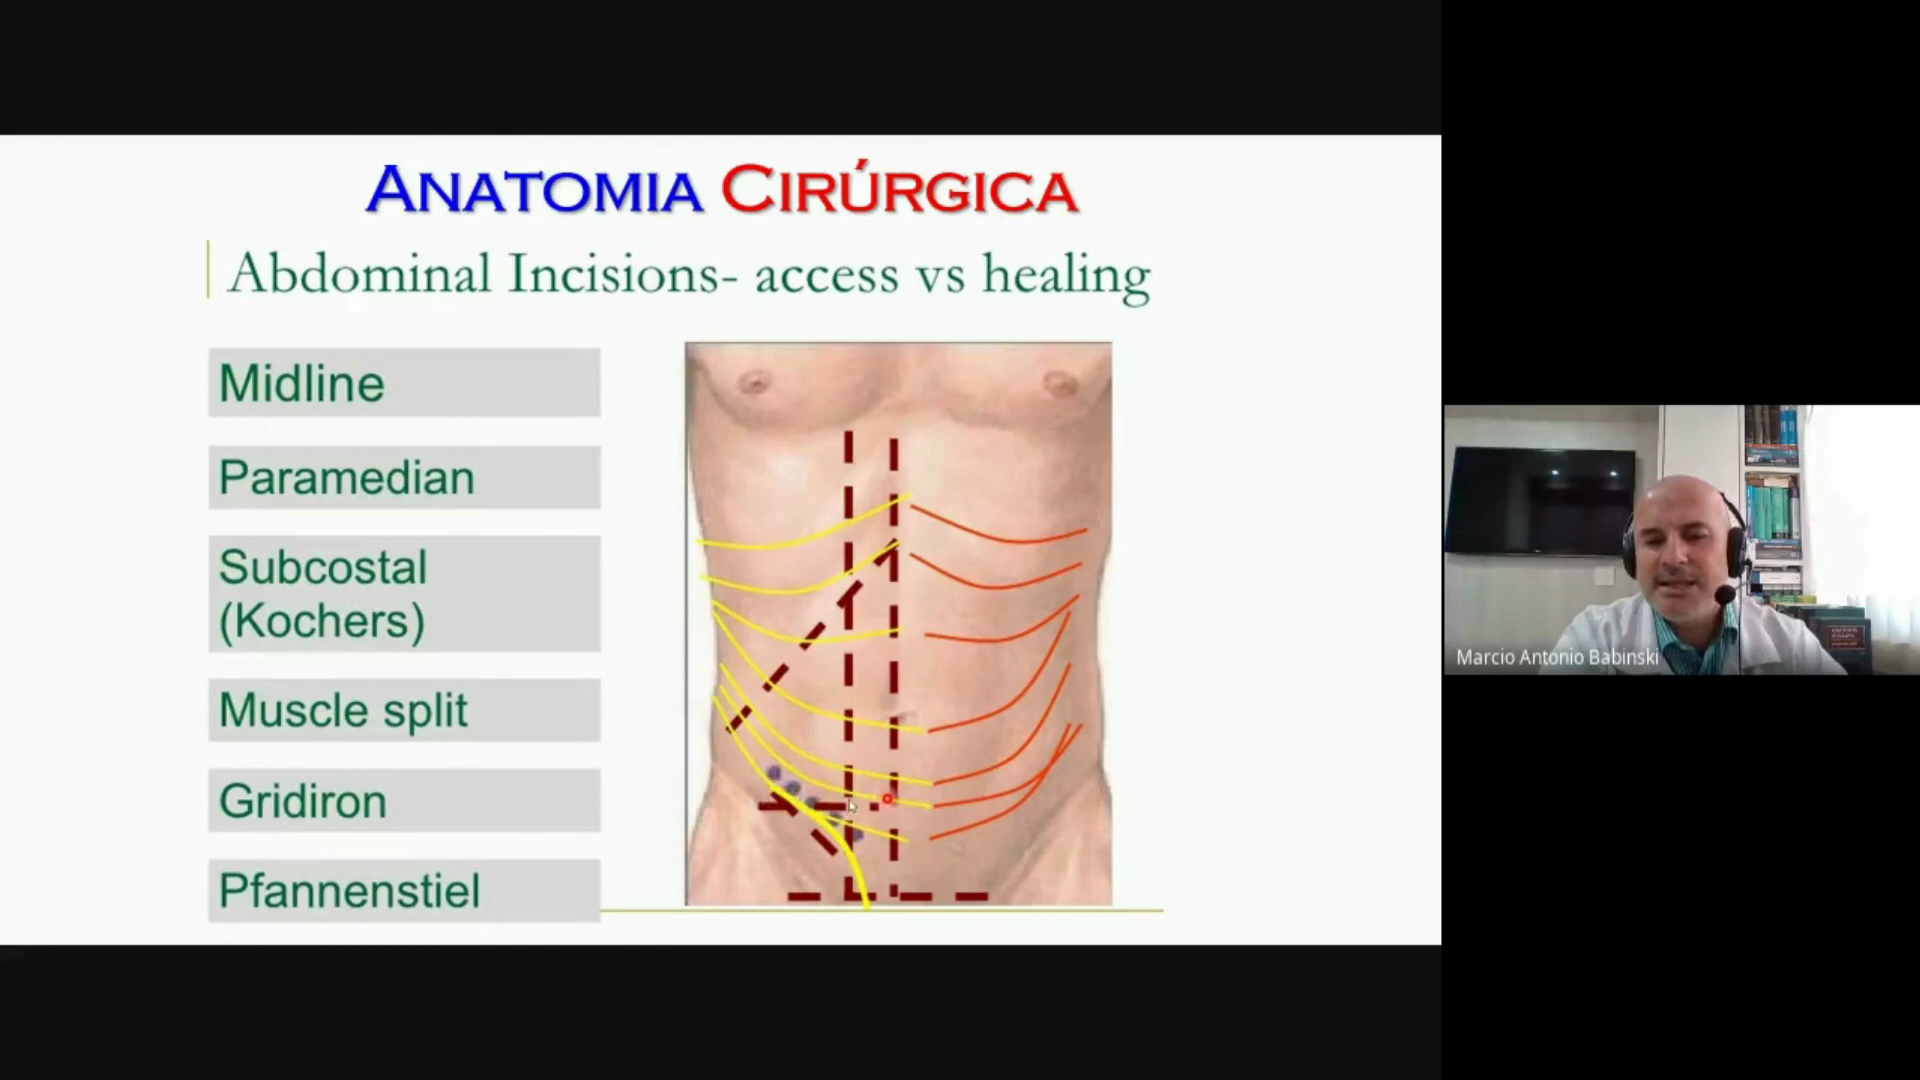 ANATOMIA CIRÚRGICA
Abdominal Incisions- access vs healing
Midline
Paramedian
Subcostal
(Kochers)
Muscle split
Gridiron
Pfannenstiel
Marcio Antonio Babinski